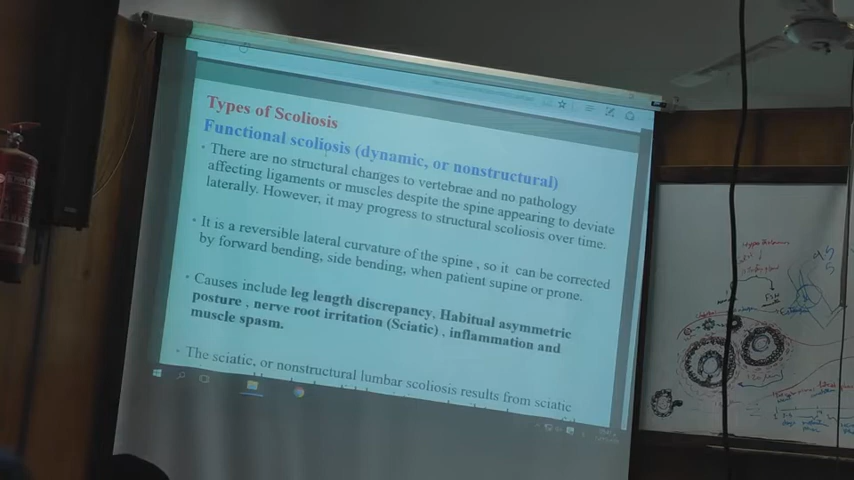 Types of Scoliosis
Functional scoliosis (dynamic, or nonstructural)
• There are no structural changes to vertebrae and no pathology
affecting ligaments or muscles despite the spine appearing to deviate
laterally. However, it may progress to structural scoliosis over time.
• It is a reversible lateral curvature of the spine , so it can be corrected
by forward bending, side bending, when patient supine or prone.
• Causes include leg length discrepancy, Habitual asymmetric
posture , nerve root irritation (Sciatic) , inflammation and
muscle spasm.
• The sciatic, or nonstructural lumbar scoliosis results from sciatic